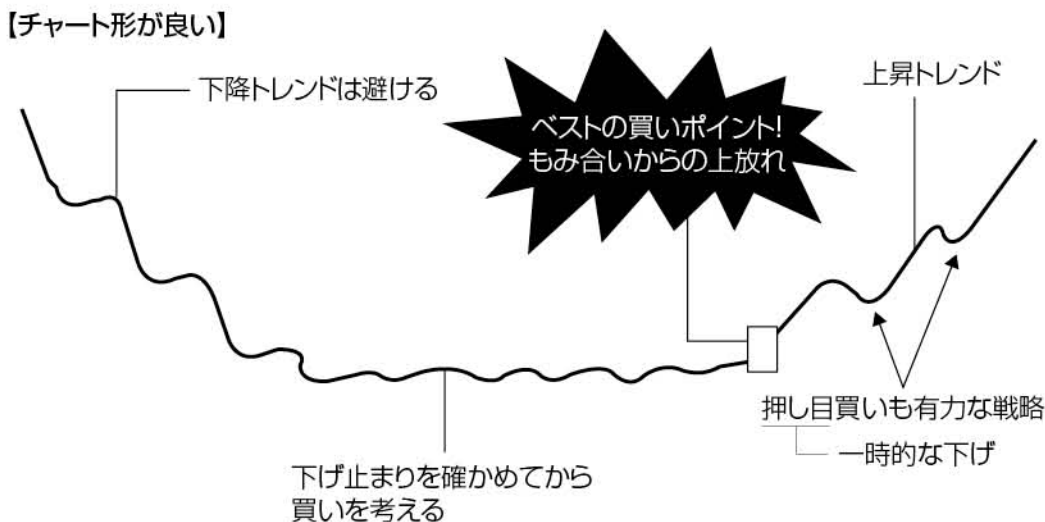 【チャート形が良い】
下降トレンドは避ける
ベストの買いポイント!
もみ合いからの上放れ
上昇トレンド
押し目買いも有力な戦略
一時的な下げ
下げ止まりを確かめてから
買いを考える